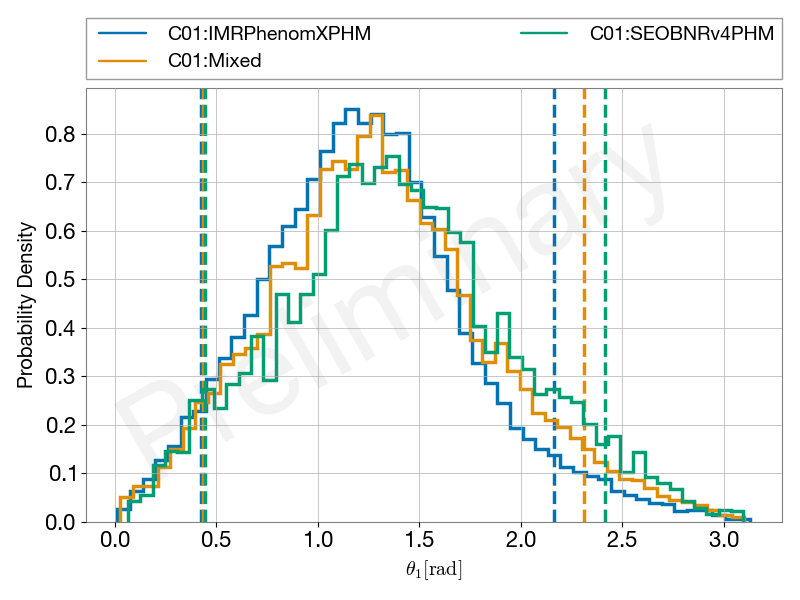 C01:IMRPhenomXPHM
C01:Mixed
C01:SEOBNRv4PHM
Preliminary
Probability Density
0.8
0.7
0.6
0.5
0.4
0.3
0.2
0.1
0.0
0.0 0.5 1.0 1.5 2.0 2.5 3.0
θ₁[rad]